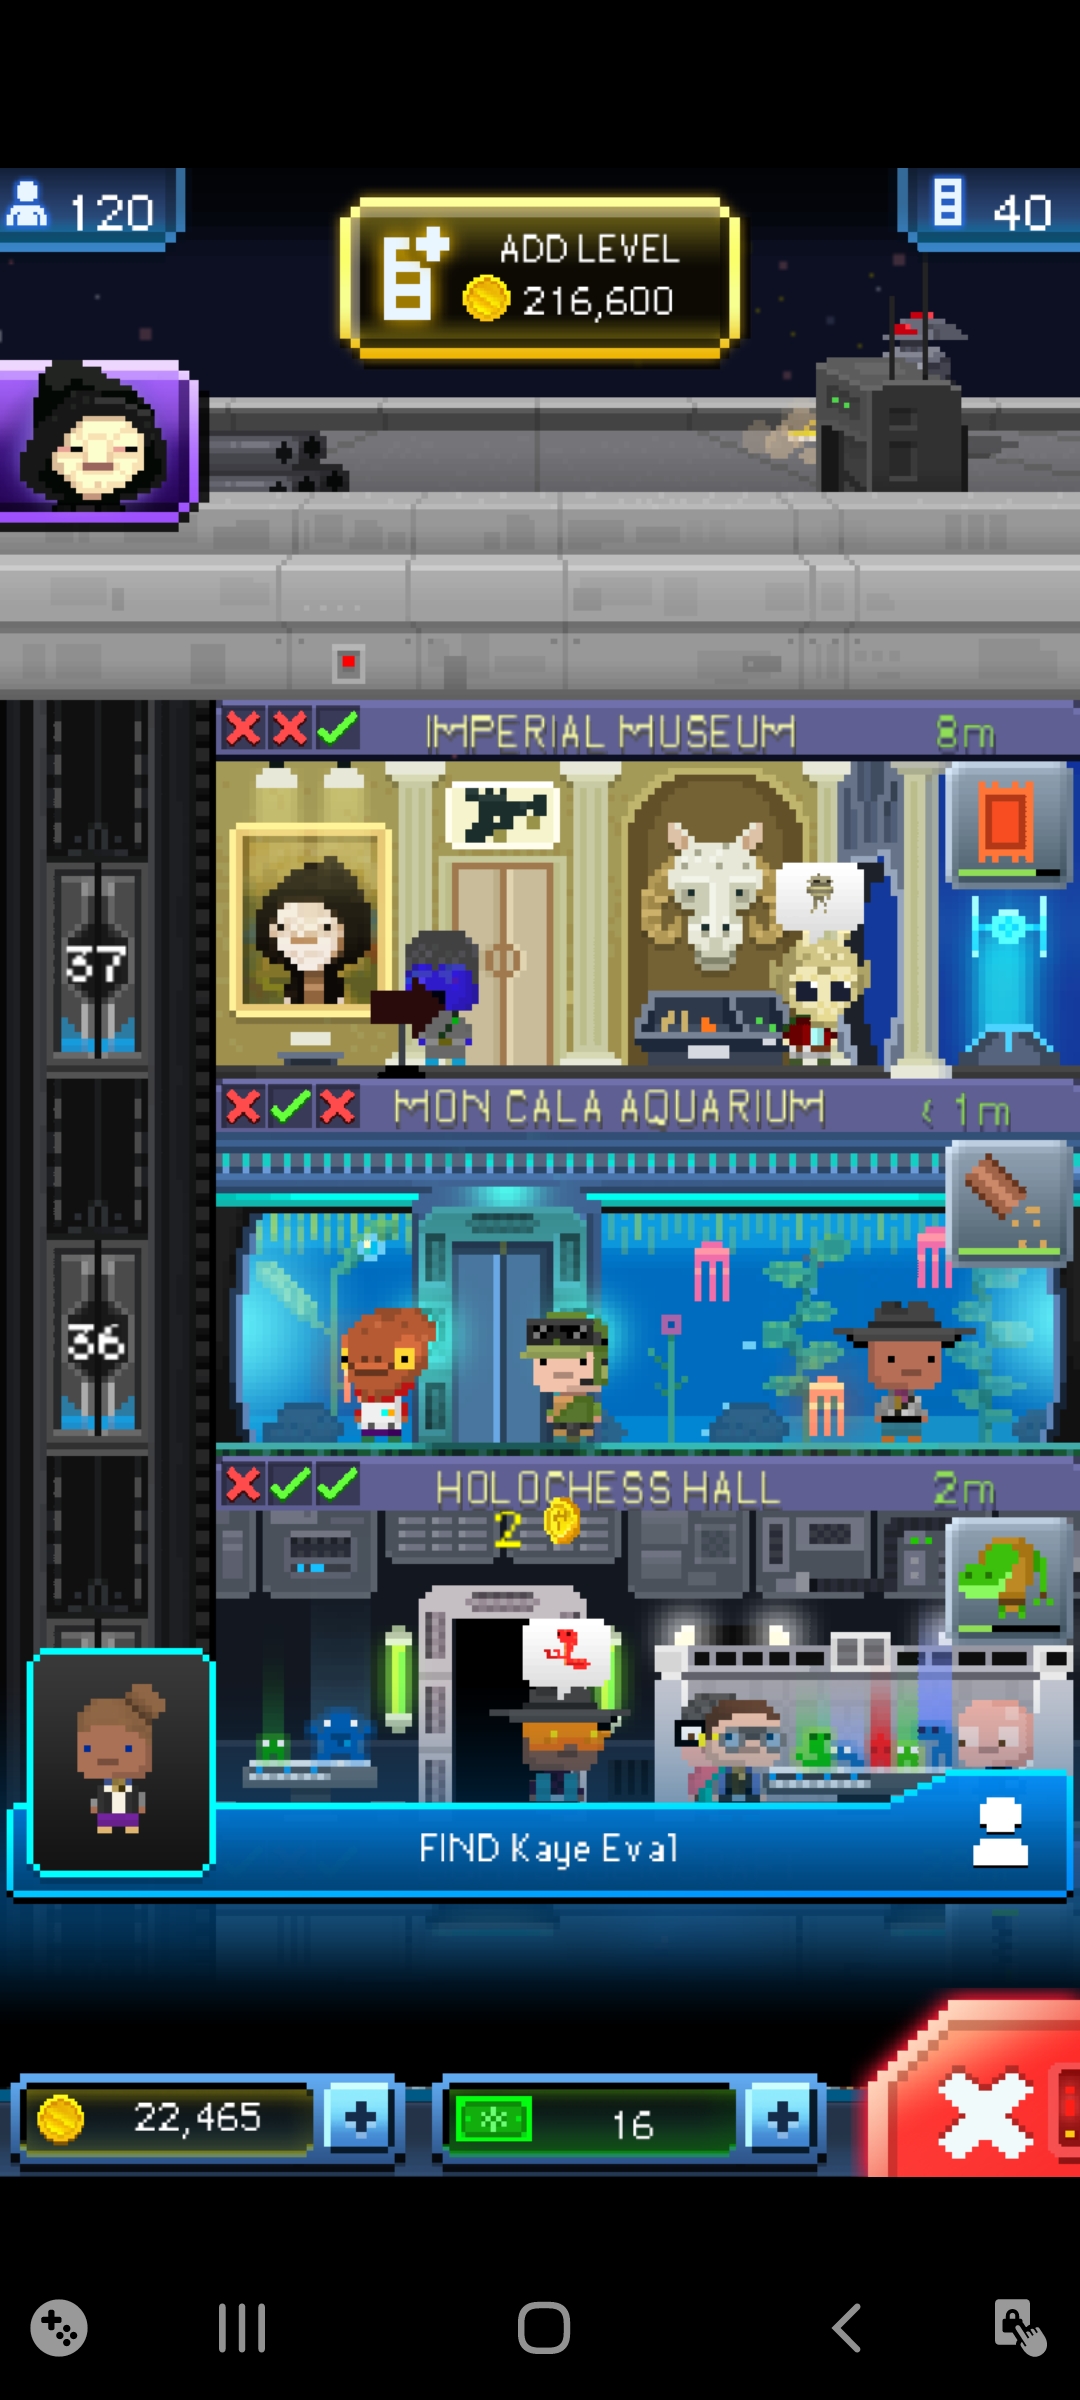 120
ADD LEVEL
216,600
40
IMPERIAL MUSEUM 8m
37
MON CALA AQUARIUM < 1m
36
HOLOCHESS HALL 2m
2
FIND Kaye Eval
22,465
16